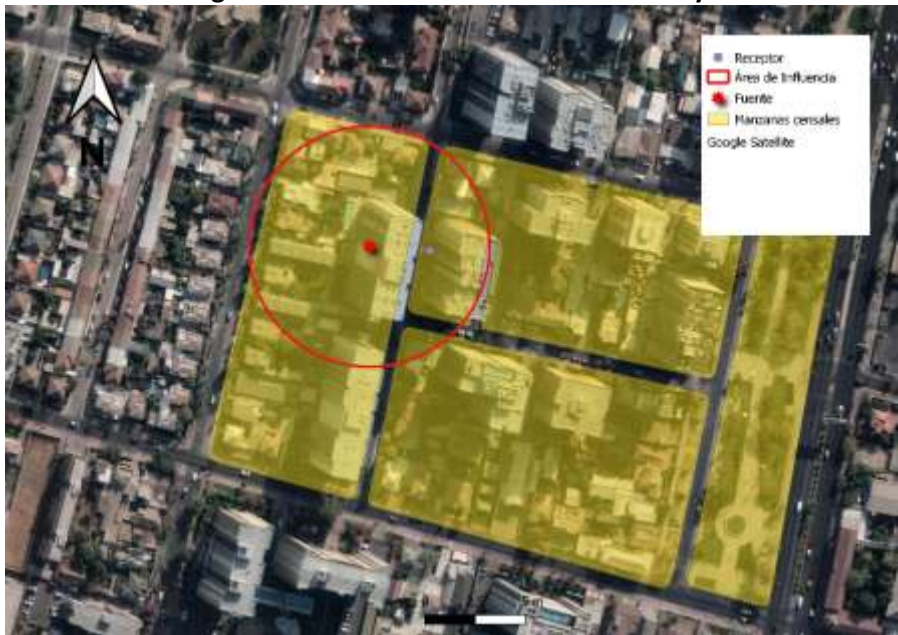 N
Receptor
Área de Influencia
Fuente
Manzanas censales
Google Satellite